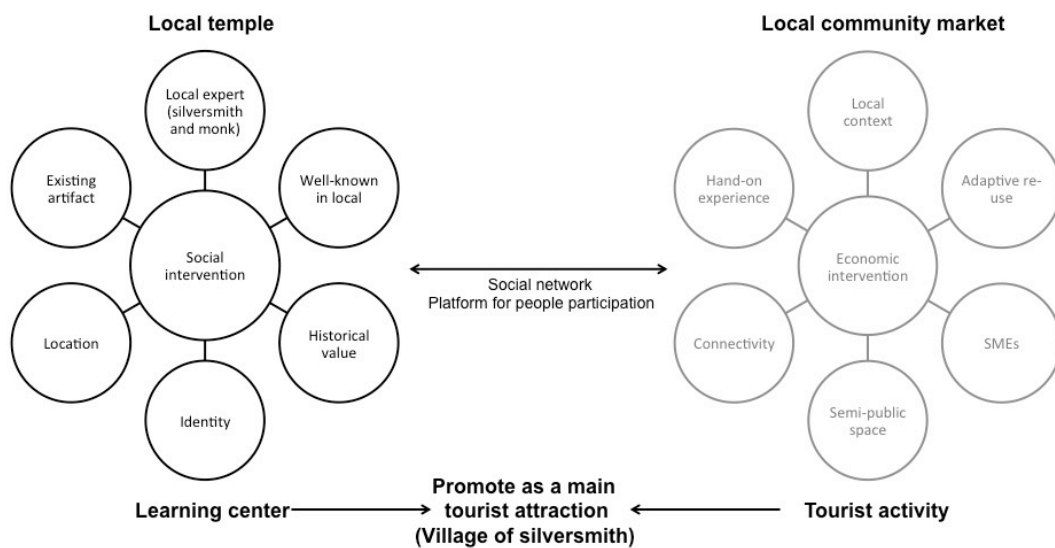 Local temple
Local expert
(silversmith
and monk)
Existing
artifact
Well-known
in local
Social
intervention
Location
Historical
value
Identity
Learning center
Social network
Platform for people participation
Promote as a main
tourist attraction
(Village of silversmith)
Local community market
Local
context
Hand-on
experience
Adaptive re-
use
Economic
intervention
Connectivity
SMEs
Semi-public
space
Tourist activity